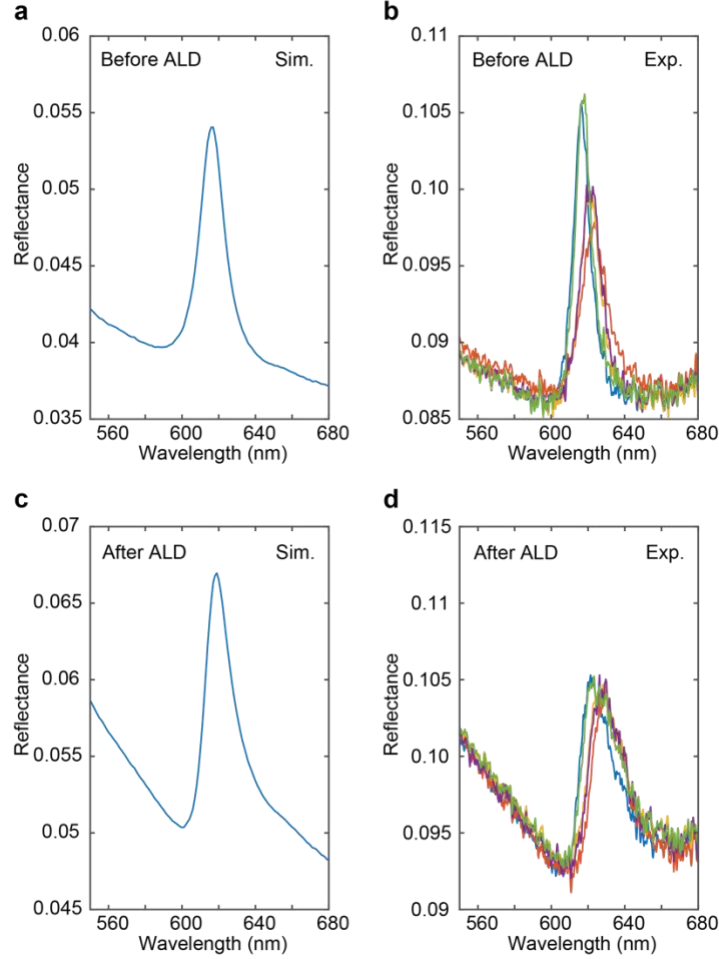 a
0.06
Before ALD Sim.
0.055
0.05
Reflectance
0.045
0.04
0.035
560 600 640 680
Wavelength (nm)
b
0.11
Before ALD Exp.
0.105
0.10
Reflectance
0.095
0.09
0.085
560 600 640 680
Wavelength (nm)
c
0.07
After ALD Sim.
0.065
0.06
Reflectance
0.055
0.05
0.045
560 600 640 680
Wavelength (nm)
d
0.115
After ALD Exp.
0.11
0.105
Reflectance
0.10
0.095
0.09
560 600 640 680
Wavelength (nm)